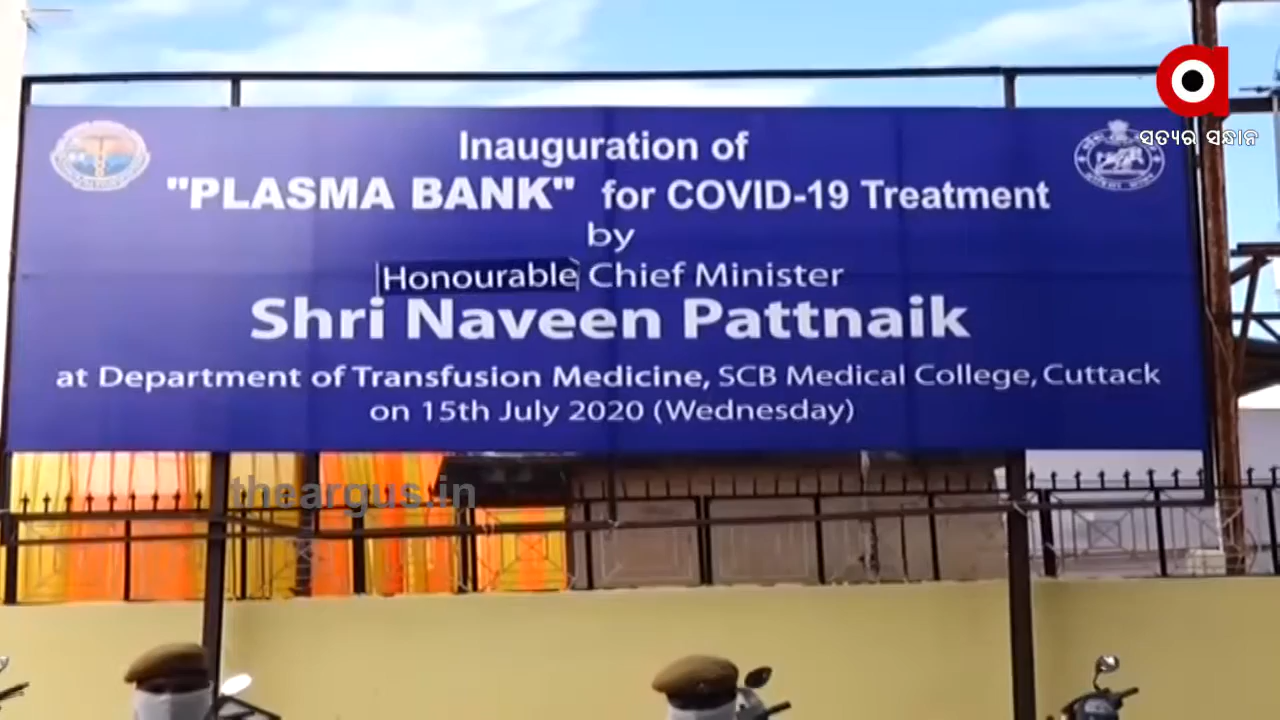 Inauguration of
"PLASMA BANK" for COVID-19 Treatment
by
Honourable Chief Minister
Shri Naveen Pattnaik
at Department of Transfusion Medicine, SCB Medical College, Cuttack
on 15th July 2020 (Wednesday)
ସତ୍ୟର ସନ୍ଧାନ
theargus.in